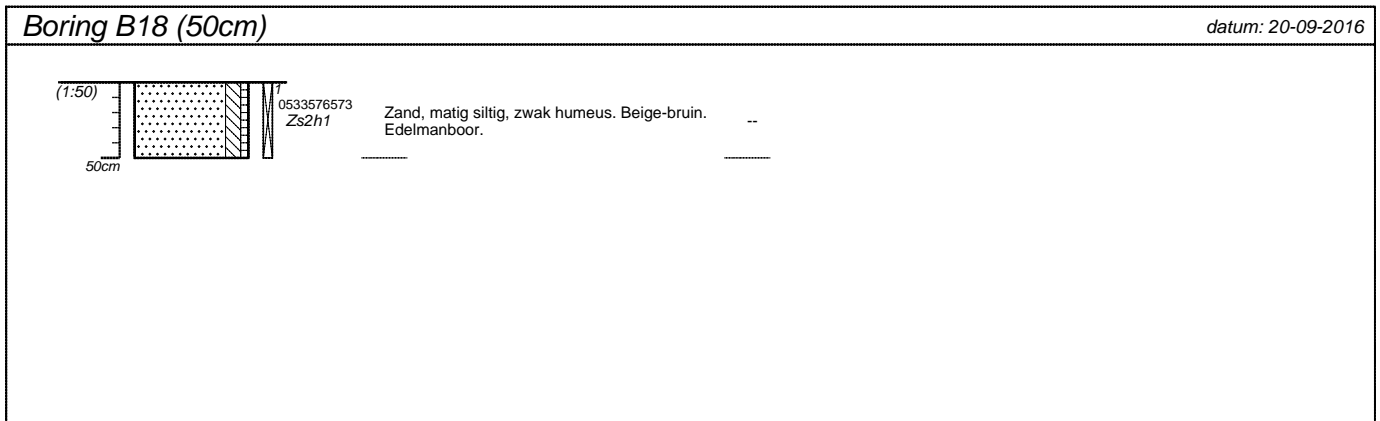 Boring B18 (50cm)
datum: 20-09-2016
(1:50)
1
0533576573
Zs2h1
Zand, matig siltig, zwak humeus. Beige-bruin.
Edelmanboor.
--
50cm